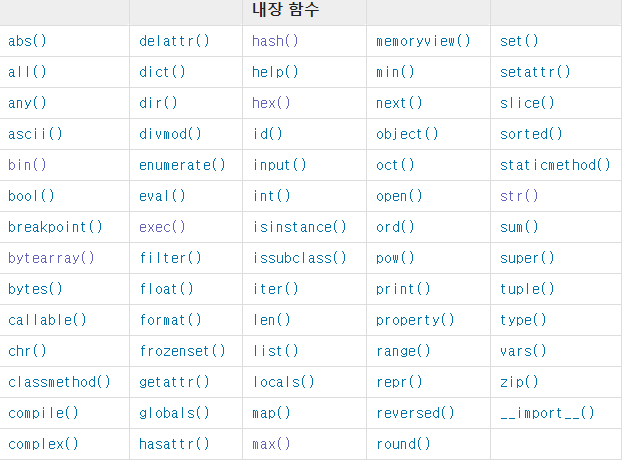 내장 함수
abs() delattr() hash() memoryview() set()
all() dict() help() min() setattr()
any() dir() hex() next() slice()
ascii() divmod() id() object() sorted()
bin() enumerate() input() oct() staticmethod()
bool() eval() int() open() str()
breakpoint() exec() isinstance() ord() sum()
bytearray() filter() issubclass() pow() super()
bytes() float() iter() print() tuple()
callable() format() len() property() type()
chr() frozenset() list() range() vars()
classmethod() getattr() locals() repr() zip()
compile() globals() map() reversed() __import__()
complex() hasattr() max() round()